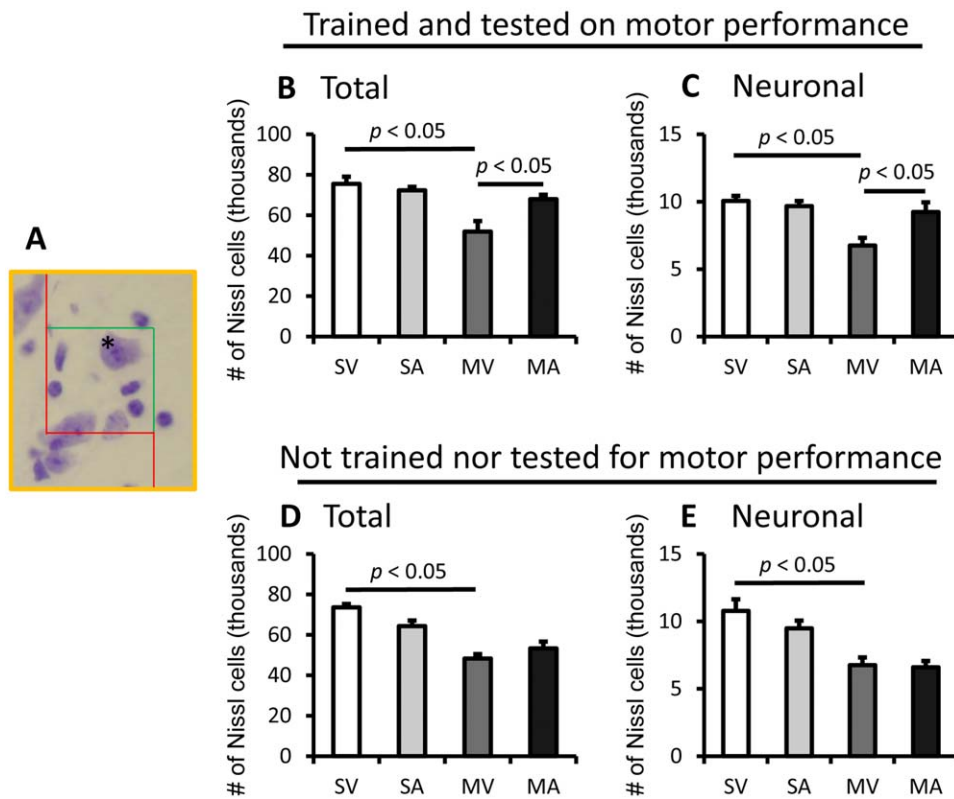 Trained and tested on motor performance
B Total
C Neuronal
# of Nissl cells (thousands)
100
80
60
40
20
0
p < 0.05
p < 0.05
SV SA MV MA
# of Nissl cells (thousands)
15
10
5
0
p < 0.05
p < 0.05
SV SA MV MA
A
*
Not trained nor tested for motor performance
D Total
E Neuronal
# of Nissl cells (thousands)
100
80
60
40
20
0
p < 0.05
SV SA MV MA
# of Nissl cells (thousands)
15
10
5
0
p < 0.05
SV SA MV MA